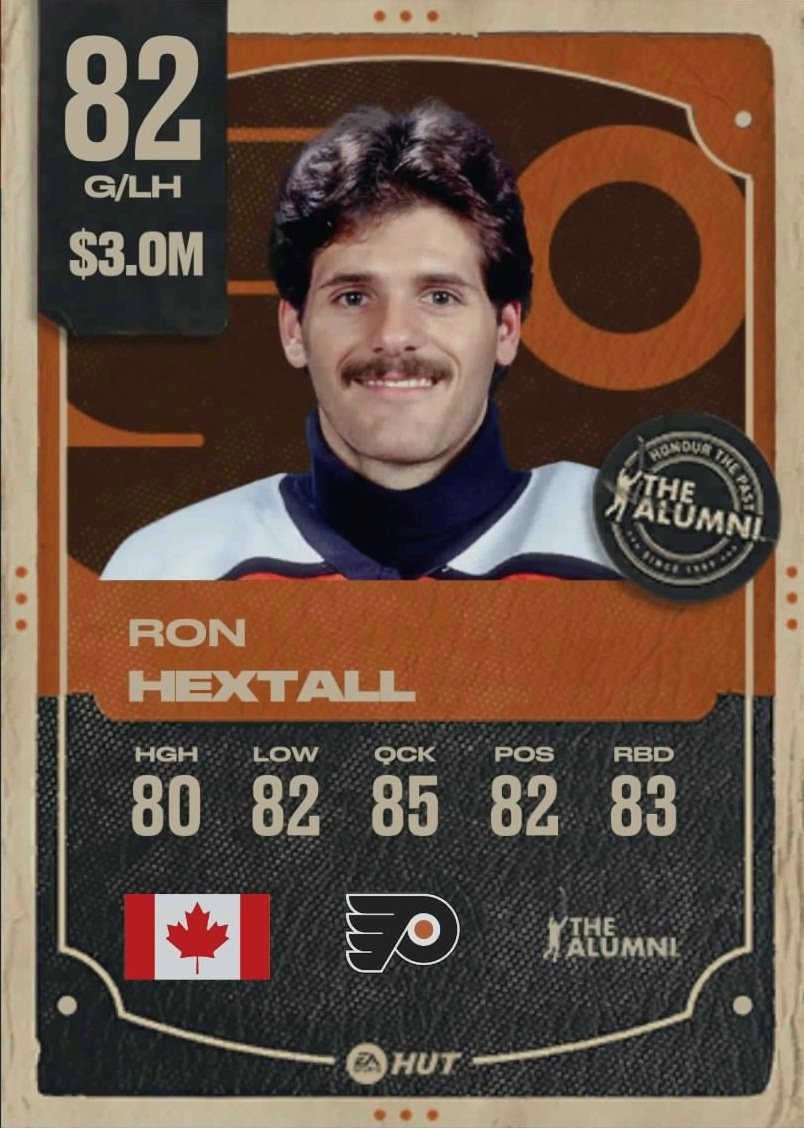 82
G/LH
$3.0M
HONOUR THE PAST
THE
ALUMNI
RON
HEXTALL
HGH LOW QCK POS RBD
80 82 85 82 83
THE
ALUMNI
EA
HUT